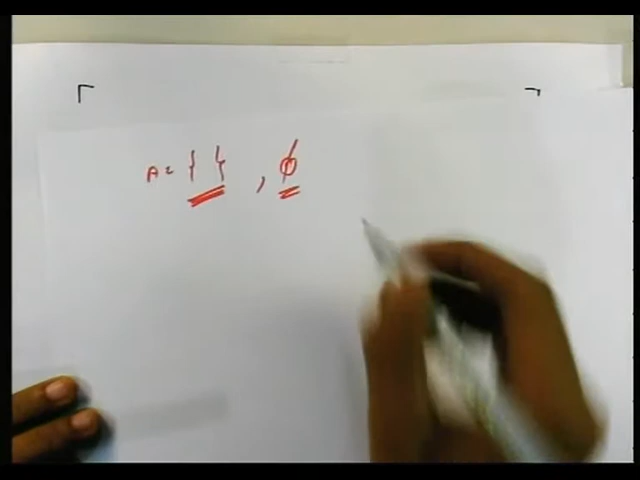 A = { } , ϕ